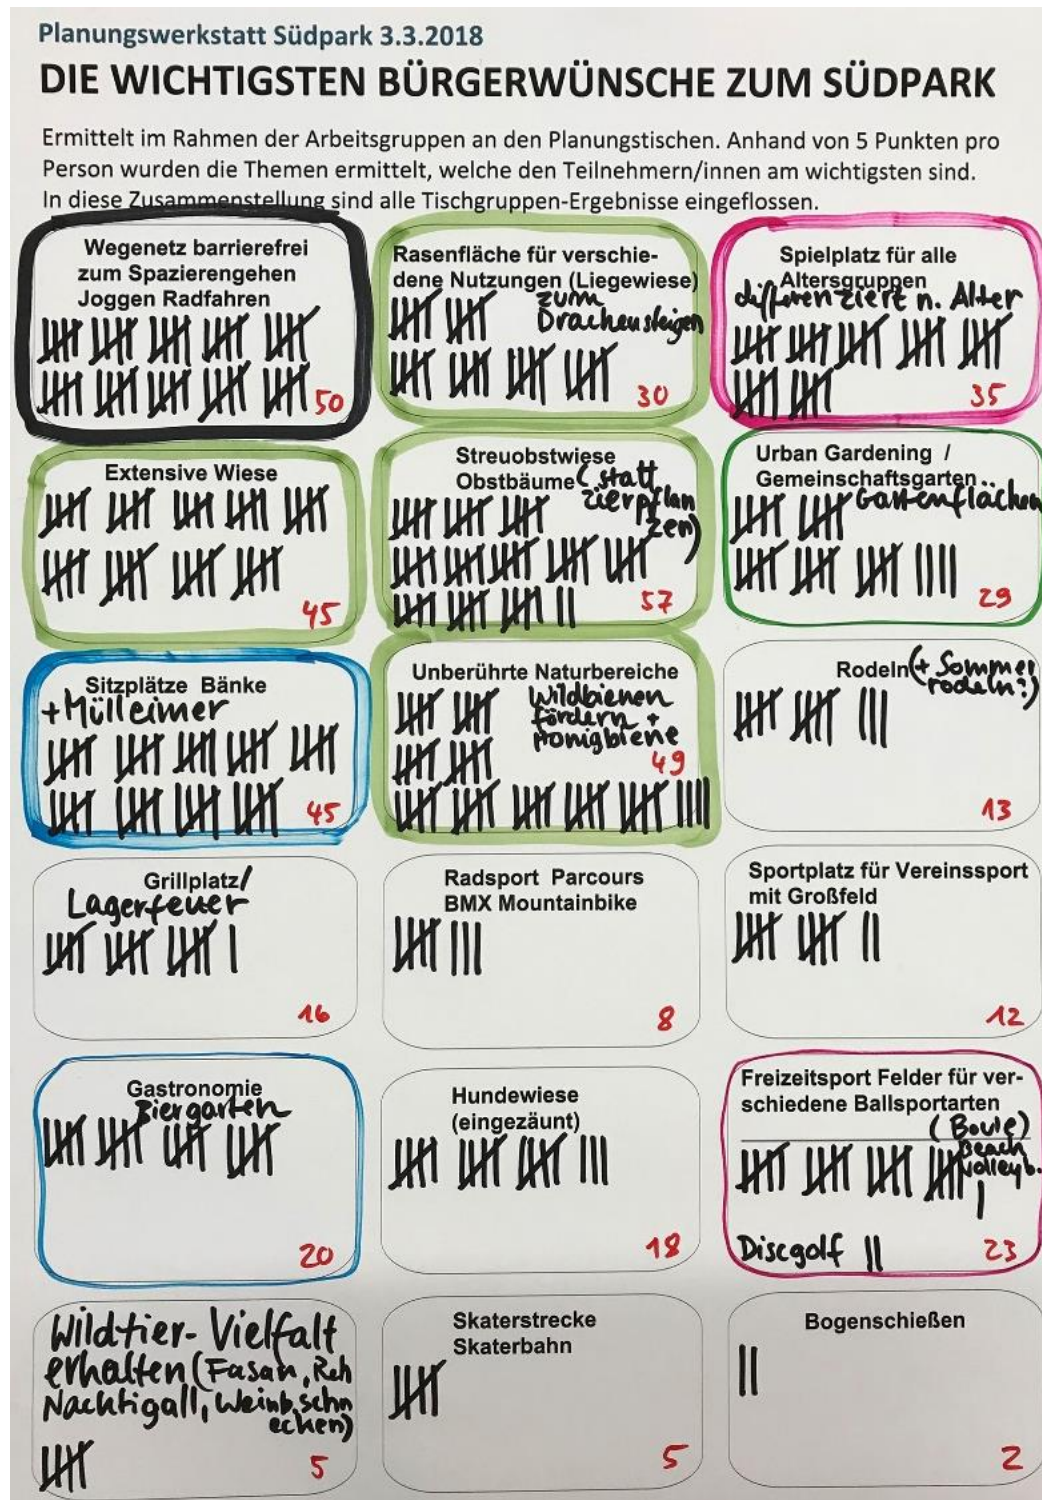 Planungswerkstatt Südpark 3.3.2018
DIE WICHTIGSTEN BÜRGERWÜNSCHE ZUM SÜDPARK
Ermittelt im Rahmen der Arbeitsgruppen an den Planungstischen. Anhand von 5 Punkten pro
Person wurden die Themen ermittelt, welche den Teilnehmern/innen am wichtigsten sind.
In diese Zusammenstellung sind alle Tischgruppen-Ergebnisse eingeflossen.
Wegenetz barrierefrei
zum Spazierengehen
Joggen Radfahren
50
Rasenfläche für verschie-
dene Nutzungen (Liegewiese)
zum
Drachensteigen
30
Spielplatz für alle
Altersgruppen
differenziert n. Alter
35
Extensive Wiese
45
Streuobstwiese
Obstbäume (statt
Zierpflan
zen)
57
Urban Gardening /
Gemeinschaftsgarten
Gartenflächen
29
Sitzplätze Bänke
+Mülleimer
45
Unberührte Naturbereiche
Wildbienen
fördern +
Honigbiene
49
Rodeln (+ Sommer
rodeln?)
13
Grillplatz/
Lagerfeuer
16
Radsport Parcours
BMX Mountainbike
8
Sportplatz für Vereinssport
mit Großfeld
12
Gastronomie
Biergarten
20
Hundewiese
(eingezäunt)
18
Freizeitsport Felder für ver-
schiedene Ballsportarten
(Boule)
Beach
Volleyb.
Discgolf
23
Wildtier-Vielfalt
erhalten (Fasan, Reh
Nachtigall, Weinb.schn
ecken)
5
Skaterstrecke
Skaterbahn
5
Bogenschießen
2